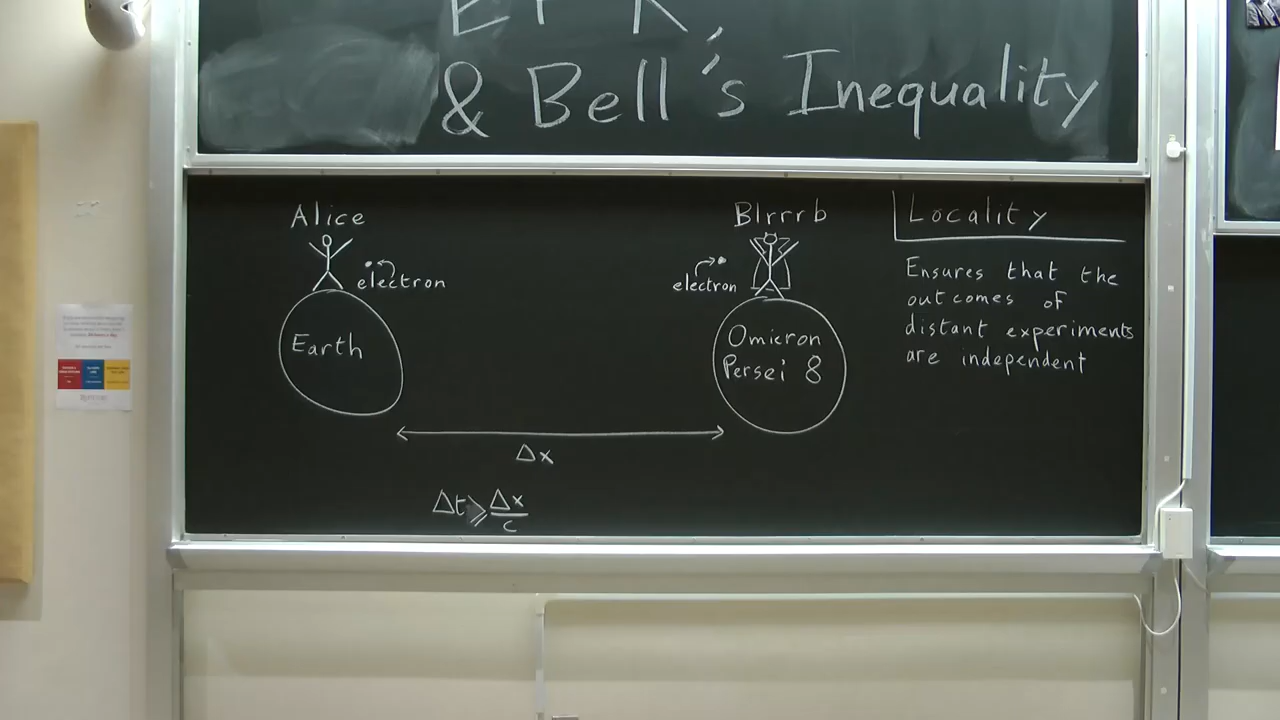 EPR,
& Bell's Inequality
Alice
electron
Earth
Blrrrb
electron
Omicron
Persei 8
Δx
Δt ⩾ Δx/c
Locality
Ensures that the
outcomes of
distant experiments
are independent